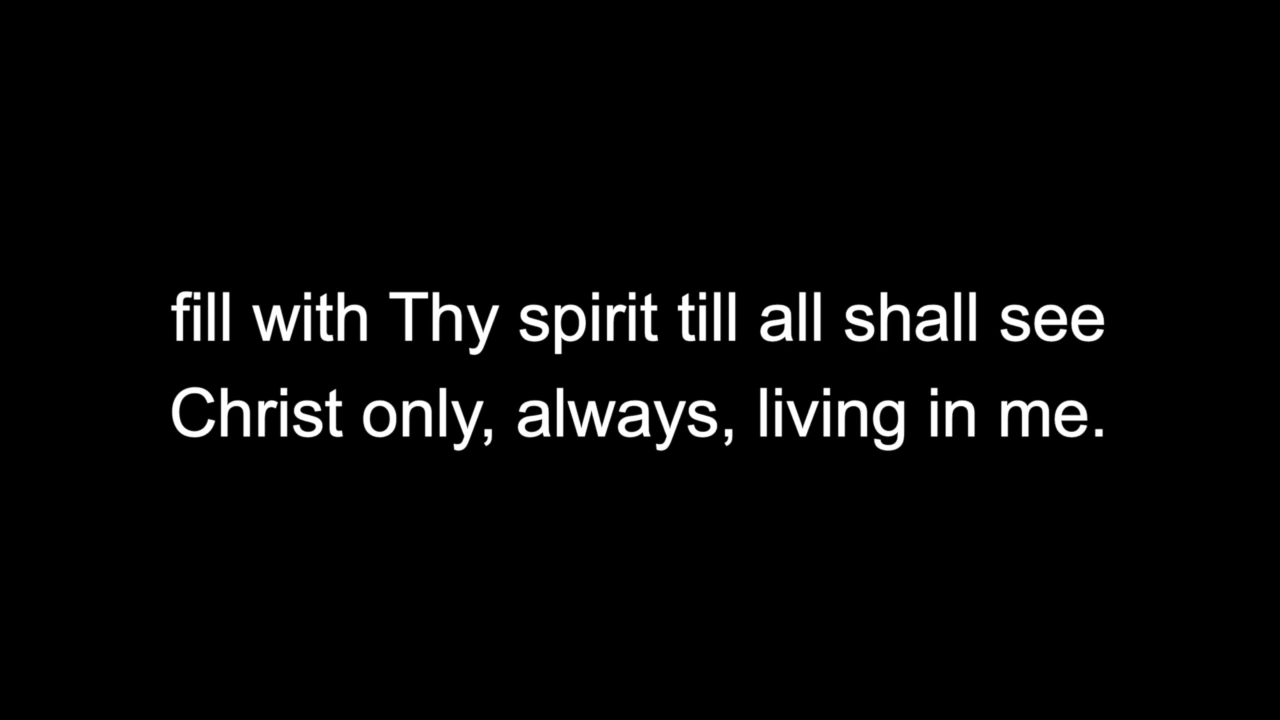 fill with Thy spirit till all shall see
Christ only, always, living in me.